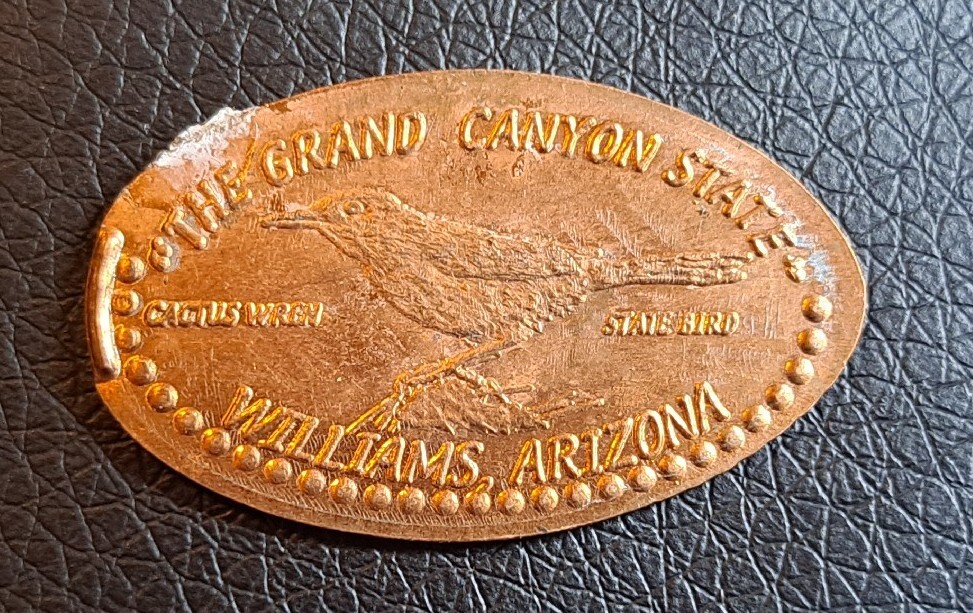 "THE GRAND CANYON STATE"
CACTUS WREN
STATE BIRD
WILLIAMS, ARIZONA